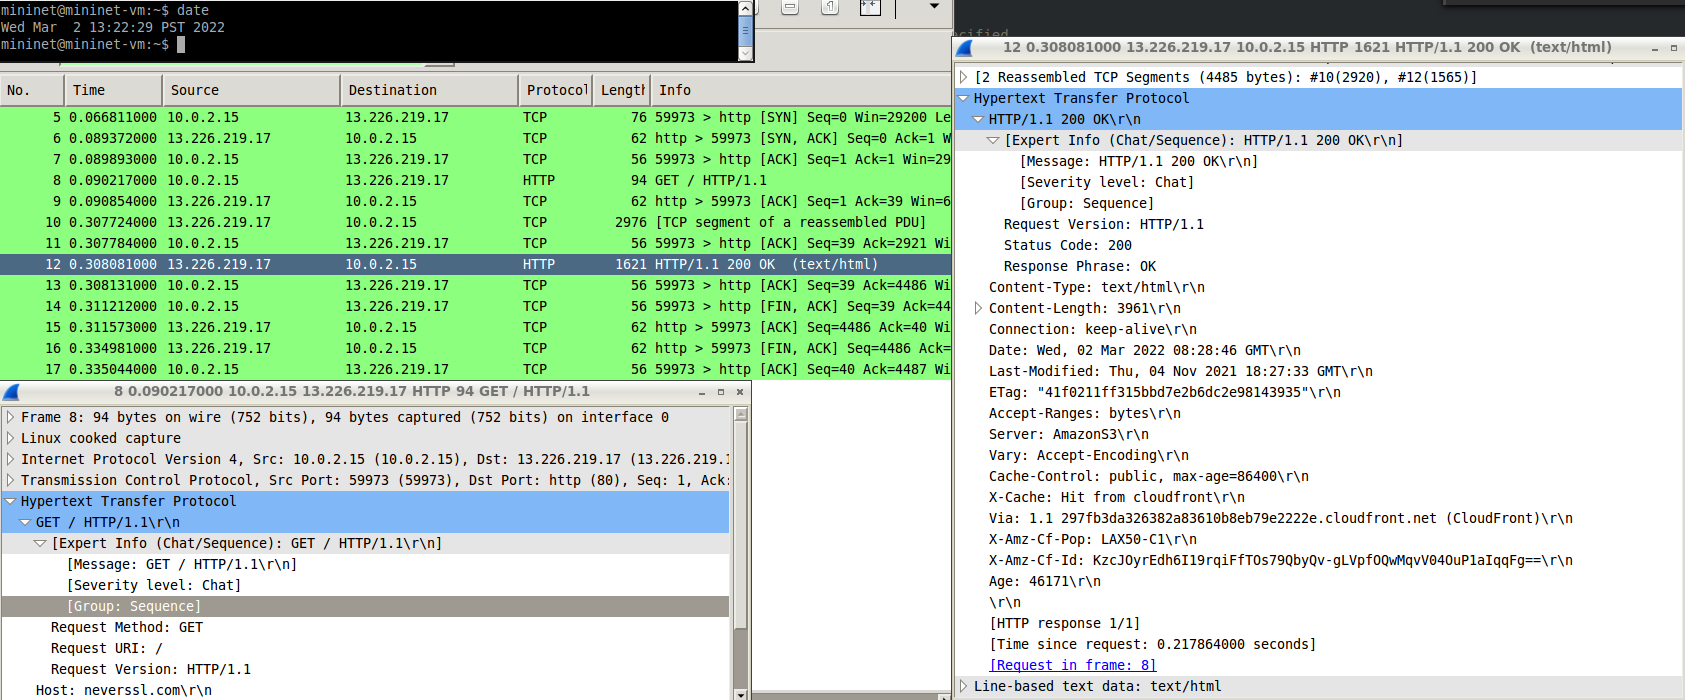 mininet@mininet-vm:~$ date
Wed Mar  2 13:22:29 PST 2022
mininet@mininet-vm:~$
No. Time Source Destination Protocol Length Info
5 0.066811000 10.0.2.15 13.226.219.17 TCP 76 59973 > http [SYN] Seq=0 Win=29200 Le
6 0.089372000 13.226.219.17 10.0.2.15 TCP 62 http > 59973 [SYN, ACK] Seq=0 Ack=1 W
7 0.089893000 10.0.2.15 13.226.219.17 TCP 56 59973 > http [ACK] Seq=1 Ack=1 Win=29
8 0.090217000 10.0.2.15 13.226.219.17 HTTP 94 GET / HTTP/1.1
9 0.090854000 13.226.219.17 10.0.2.15 TCP 62 http > 59973 [ACK] Seq=1 Ack=39 Win=6
10 0.307724000 13.226.219.17 10.0.2.15 TCP 2976 [TCP segment of a reassembled PDU]
11 0.307784000 10.0.2.15 13.226.219.17 TCP 56 59973 > http [ACK] Seq=39 Ack=2921 Wi
12 0.308081000 13.226.219.17 10.0.2.15 HTTP 1621 HTTP/1.1 200 OK  (text/html)
13 0.308131000 10.0.2.15 13.226.219.17 TCP 56 59973 > http [ACK] Seq=39 Ack=4486 Wi
14 0.311212000 10.0.2.15 13.226.219.17 TCP 56 59973 > http [FIN, ACK] Seq=39 Ack=44
15 0.311573000 13.226.219.17 10.0.2.15 TCP 62 http > 59973 [ACK] Seq=4486 Ack=40 Wi
16 0.334981000 13.226.219.17 10.0.2.15 TCP 62 http > 59973 [FIN, ACK] Seq=4486 Ack=
17 0.335044000 10.0.2.15 13.226.219.17 TCP 56 59973 > http [ACK] Seq=40 Ack=4487 Wi
8 0.090217000 10.0.2.15 13.226.219.17 HTTP 94 GET / HTTP/1.1
Frame 8: 94 bytes on wire (752 bits), 94 bytes captured (752 bits) on interface 0
Linux cooked capture
Internet Protocol Version 4, Src: 10.0.2.15 (10.0.2.15), Dst: 13.226.219.17 (13.226.219.1
Transmission Control Protocol, Src Port: 59973 (59973), Dst Port: http (80), Seq: 1, Ack:
Hypertext Transfer Protocol
GET / HTTP/1.1\r\n
[Expert Info (Chat/Sequence): GET / HTTP/1.1\r\n]
[Message: GET / HTTP/1.1\r\n]
[Severity level: Chat]
[Group: Sequence]
Request Method: GET
Request URI: /
Request Version: HTTP/1.1
Host: neverssl.com\r\n
12 0.308081000 13.226.219.17 10.0.2.15 HTTP 1621 HTTP/1.1 200 OK  (text/html)
[2 Reassembled TCP Segments (4485 bytes): #10(2920), #12(1565)]
Hypertext Transfer Protocol
HTTP/1.1 200 OK\r\n
[Expert Info (Chat/Sequence): HTTP/1.1 200 OK\r\n]
[Message: HTTP/1.1 200 OK\r\n]
[Severity level: Chat]
[Group: Sequence]
Request Version: HTTP/1.1
Status Code: 200
Response Phrase: OK
Content-Type: text/html\r\n
Content-Length: 3961\r\n
Connection: keep-alive\r\n
Date: Wed, 02 Mar 2022 08:28:46 GMT\r\n
Last-Modified: Thu, 04 Nov 2021 18:27:33 GMT\r\n
ETag: "41f0211ff315bbd7e2b6dc2e98143935"\r\n
Accept-Ranges: bytes\r\n
Server: AmazonS3\r\n
Vary: Accept-Encoding\r\n
Cache-Control: public, max-age=86400\r\n
X-Cache: Hit from cloudfront\r\n
Via: 1.1 297fb3da326382a83610b8eb79e2222e.cloudfront.net (CloudFront)\r\n
X-Amz-Cf-Pop: LAX50-C1\r\n
X-Amz-Cf-Id: KzcJOyrEdh6I19rqiFfTOs79QbyQv-gLVpfOQwMqvV04OuP1aIqqFg==\r\n
Age: 46171\r\n
\r\n
[HTTP response 1/1]
[Time since request: 0.217864000 seconds]
[Request in frame: 8]
Line-based text data: text/html